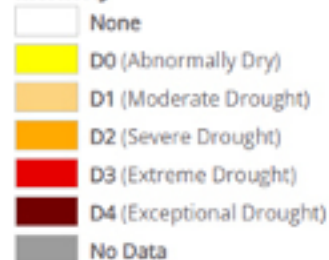 None
D0 (Abnormally Dry)
D1 (Moderate Drought)
D2 (Severe Drought)
D3 (Extreme Drought)
D4 (Exceptional Drought)
No Data